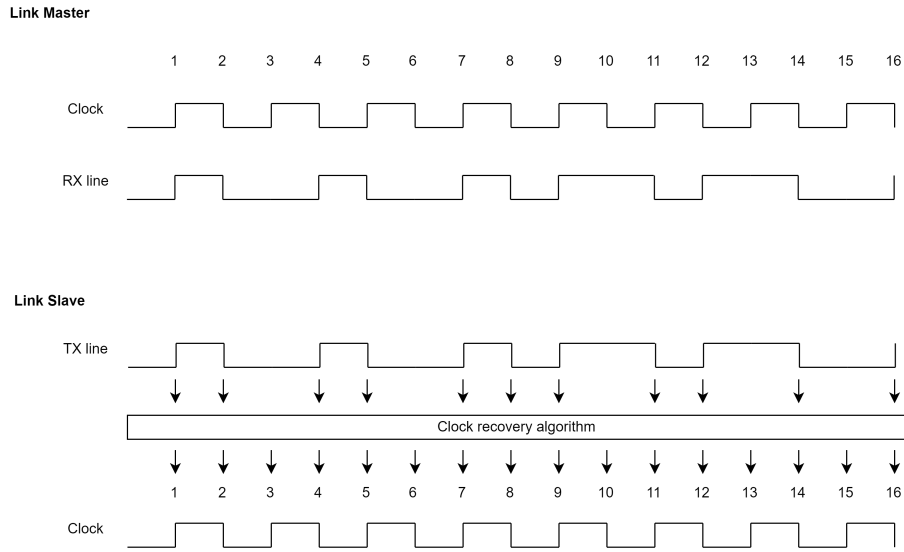 Link Master
1 2 3 4 5 6 7 8 9 10 11 12 13 14 15 16
Clock
RX line
Link Slave
TX line
Clock recovery algorithm
1 2 3 4 5 6 7 8 9 10 11 12 13 14 15 16
Clock